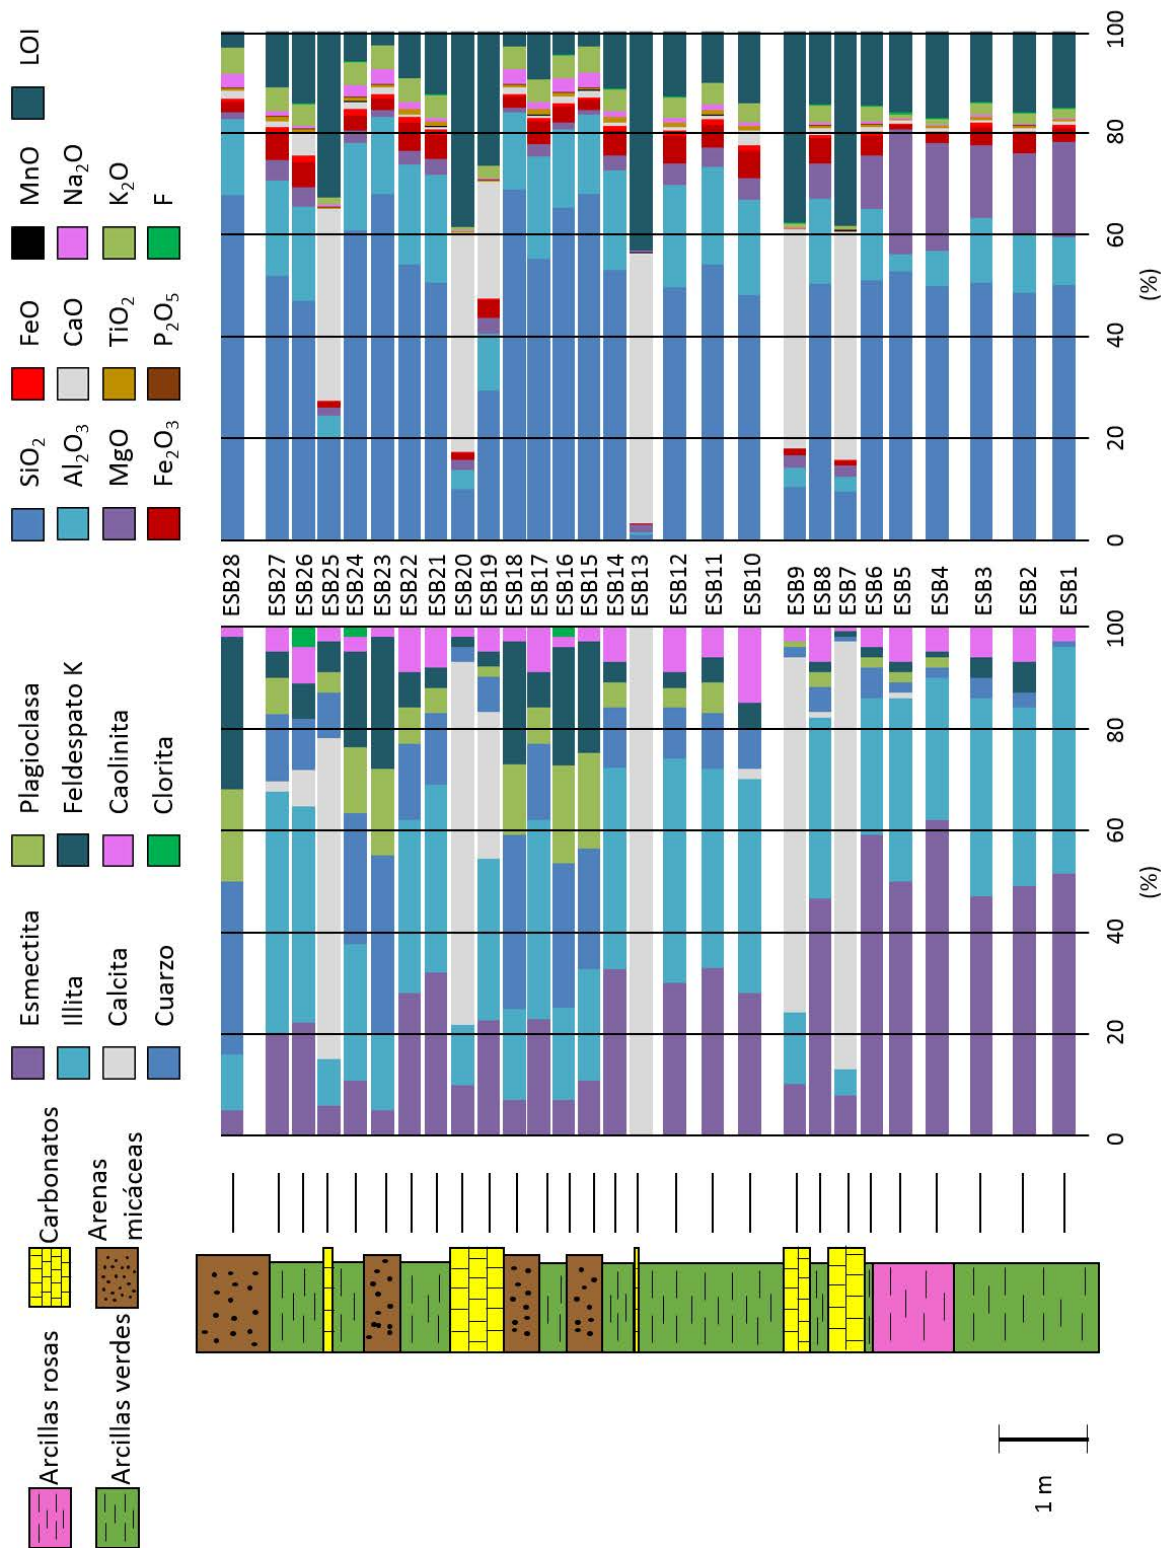 Arcillas rosas
Carbonatos
Arcillas verdes
Arenas
micáceas
Esmectita
Plagioclasa
Illita
Feldespato K
Calcita
Caolinita
Cuarzo
Clorita
SiO2
FeO
MnO
LOI
Al2O3
CaO
Na2O
MgO
TiO2
K2O
Fe2O3
P2O5
F
ESB28
ESB27
ESB26
ESB25
ESB24
ESB23
ESB22
ESB21
ESB20
ESB19
ESB18
ESB17
ESB16
ESB15
ESB14
ESB13
ESB12
ESB11
ESB10
ESB9
ESB8
ESB7
ESB6
ESB5
ESB4
ESB3
ESB2
ESB1
1 m
0 20 40 60 80 100
(%)
0 20 40 60 80 100
(%)